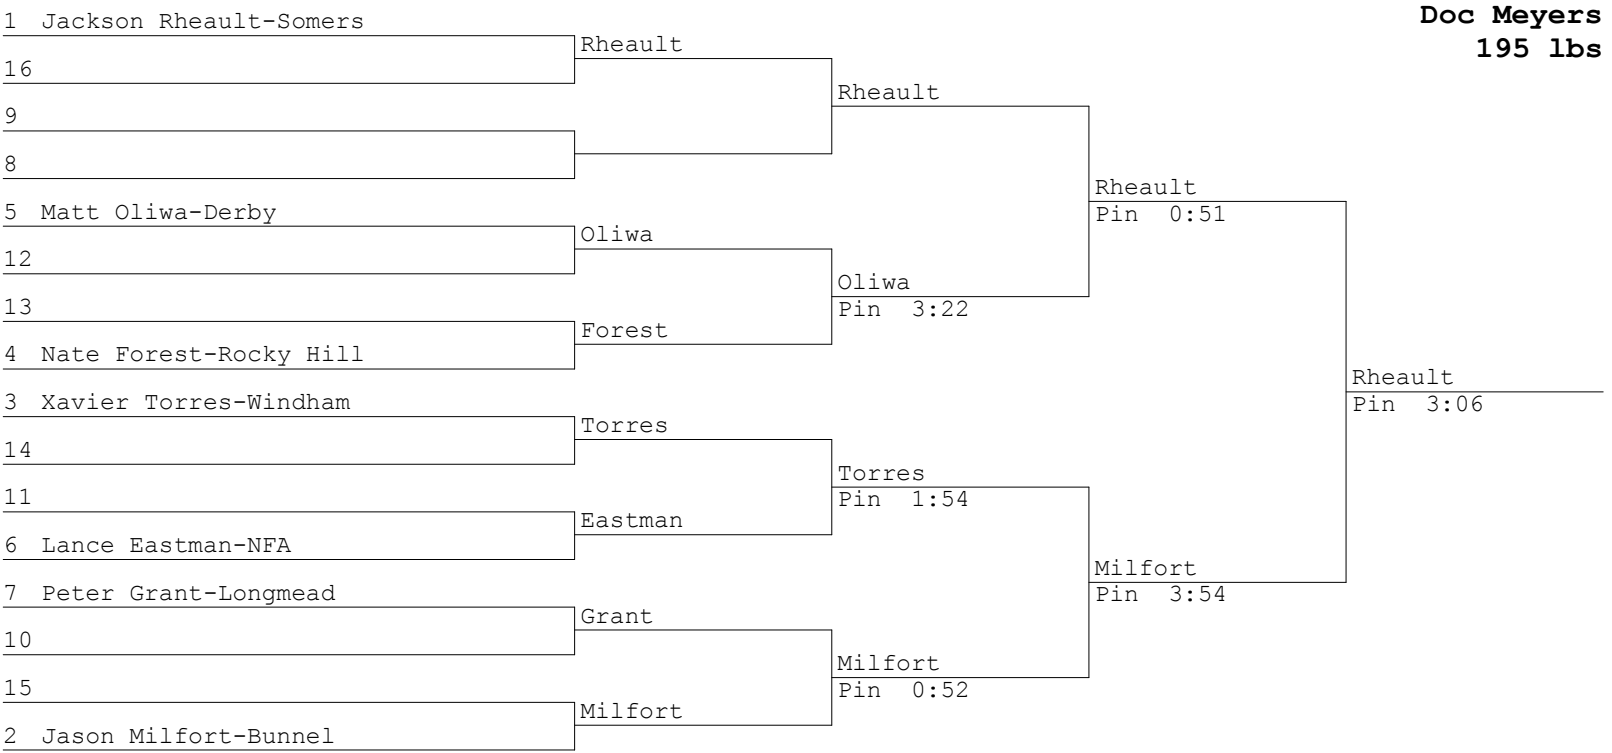 Doc Meyers
195 lbs
1 Jackson Rheault-Somers
16
9
8
5 Matt Oliwa-Derby
12
13
4 Nate Forest-Rocky Hill
3 Xavier Torres-Windham
14
11
6 Lance Eastman-NFA
7 Peter Grant-Longmead
10
15
2 Jason Milfort-Bunnel
Rheault
Oliwa
Forest
Torres
Eastman
Grant
Milfort
Rheault
Oliwa
Pin 3:22
Torres
Pin 1:54
Milfort
Pin 0:52
Rheault
Pin 0:51
Milfort
Pin 3:54
Rheault
Pin 3:06